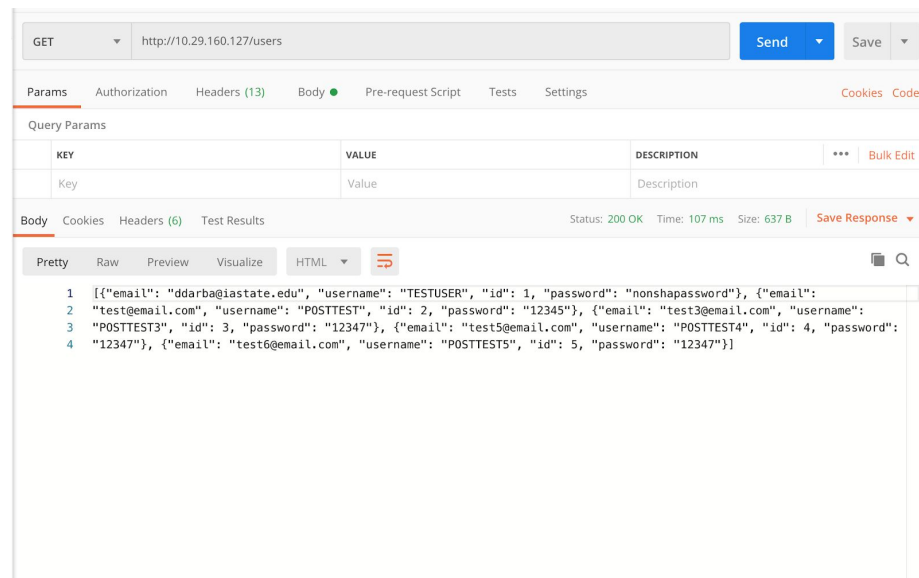 GET http://10.29.160.127/users Send Save
Params Authorization Headers (13) Body Pre-request Script Tests Settings Cookies Code
Query Params
KEY VALUE DESCRIPTION ••• Bulk Edit
Key Value Description
Body Cookies Headers (6) Test Results Status: 200 OK Time: 107 ms Size: 637 B Save Response
Pretty Raw Preview Visualize HTML
1 [{"email": "ddarba@iastate.edu", "username": "TESTUSER", "id": 1, "password": "nonshapassword"}, {"email":
2 "test@email.com", "username": "POSTTEST", "id": 2, "password": "12345"}, {"email": "test3@email.com", "username":
3 "POSTTEST3", "id": 3, "password": "12347"}, {"email": "test5@email.com", "username": "POSTTEST4", "id": 4, "password":
4 "12347"}, {"email": "test6@email.com", "username": "POSTTEST5", "id": 5, "password": "12347"}]